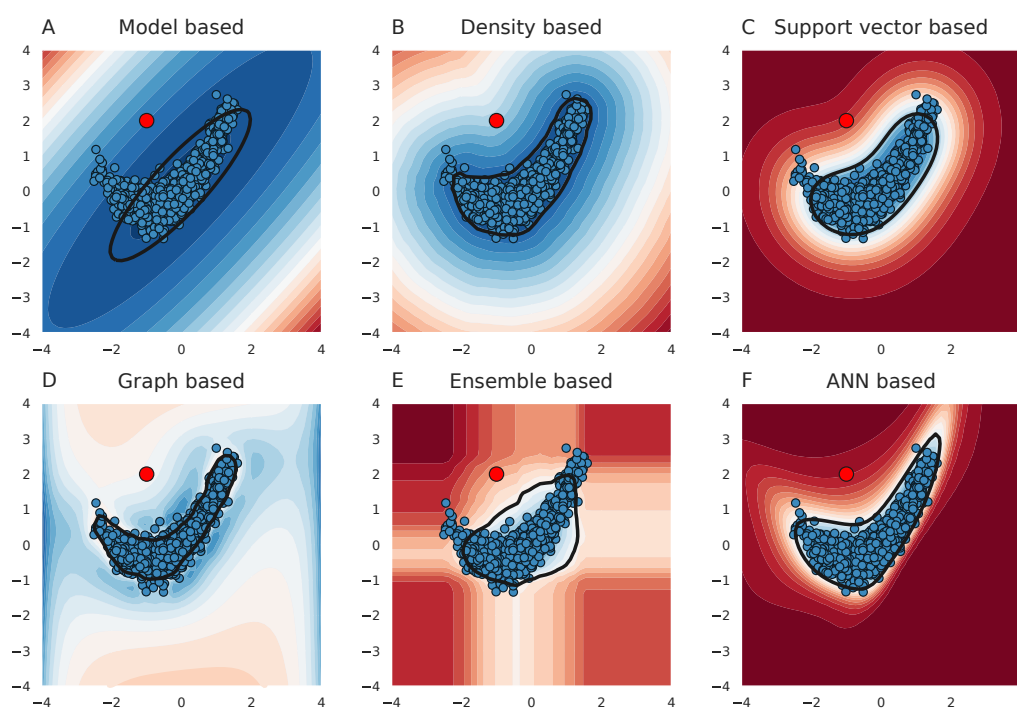 A Model based
B Density based
C Support vector based
4 3 2 1 0 −1 −2 −3 −4
−4 −2 0 2 4
4 3 2 1 0 −1 −2 −3 −4
−4 −2 0 2 4
4 3 2 1 0 −1 −2 −3 −4
−4 −2 0 2
D Graph based
E Ensemble based
F ANN based
4 3 2 1 0 −1 −2 −3 −4
−4 −2 0 2 4
4 3 2 1 0 −1 −2 −3 −4
−4 −2 0 2 4
4 3 2 1 0 −1 −2 −3 −4
−4 −2 0 2